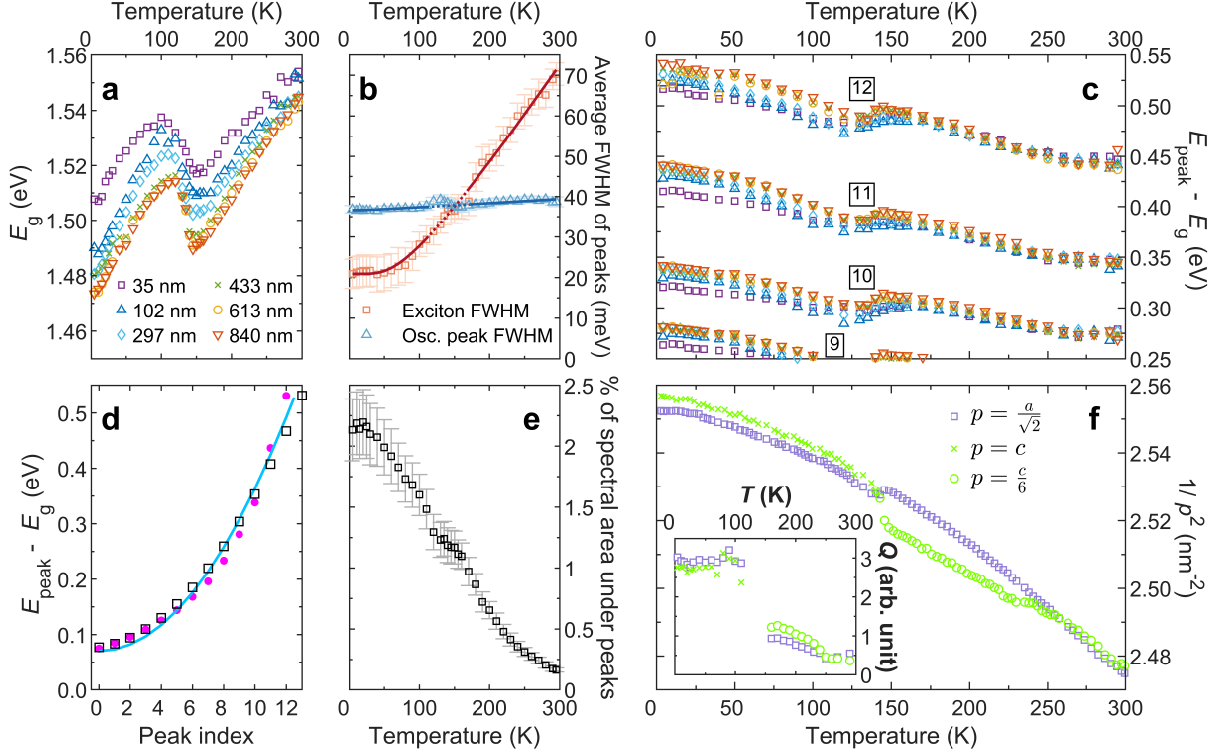 Temperature (K)
0 100 200 300
a
1.56
1.54
1.52
1.50
1.48
1.46
E_g (eV)
35 nm
102 nm
297 nm
433 nm
613 nm
840 nm
Temperature (K)
0 100 200 300
b
70
60
50
40
30
20
10
0
Average FWHM of peaks (meV)
Exciton FWHM
Osc. peak FWHM
Temperature (K)
0 50 100 150 200 250 300
c
12
11
10
9
0.55
0.50
0.45
0.40
0.35
0.30
0.25
E_peak - E_g (eV)
d
0.5
0.4
0.3
0.2
0.1
0.0
E_peak - E_g (eV)
0 2 4 6 8 10 12
Peak index
e
2.5
2
1.5
1
0.5
0
% of spectral area under peaks
0 100 200 300
Temperature (K)
f
p = a/√2
p = c
p = c/6
2.56
2.54
2.52
2.50
2.48
1/ p² (nm⁻²)
T (K)
0 100 200 290
3
2
1
0
Q (arb. unit)
0 50 100 150 200 250 300
Temperature (K)